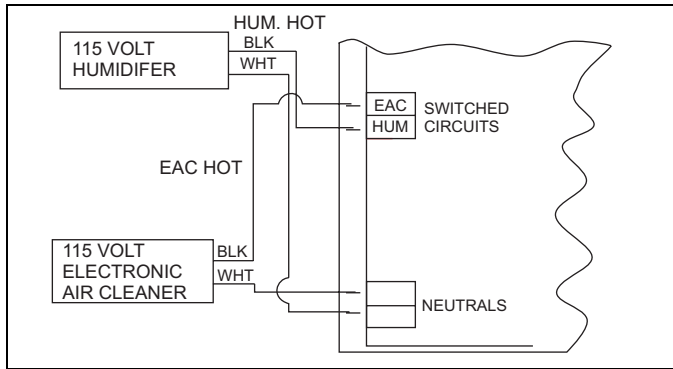 HUM. HOT
115 VOLT
HUMIDIFER
BLK
WHT
EAC
HUM
SWITCHED
CIRCUITS
EAC HOT
115 VOLT
ELECTRONIC
AIR CLEANER
BLK
WHT
NEUTRALS